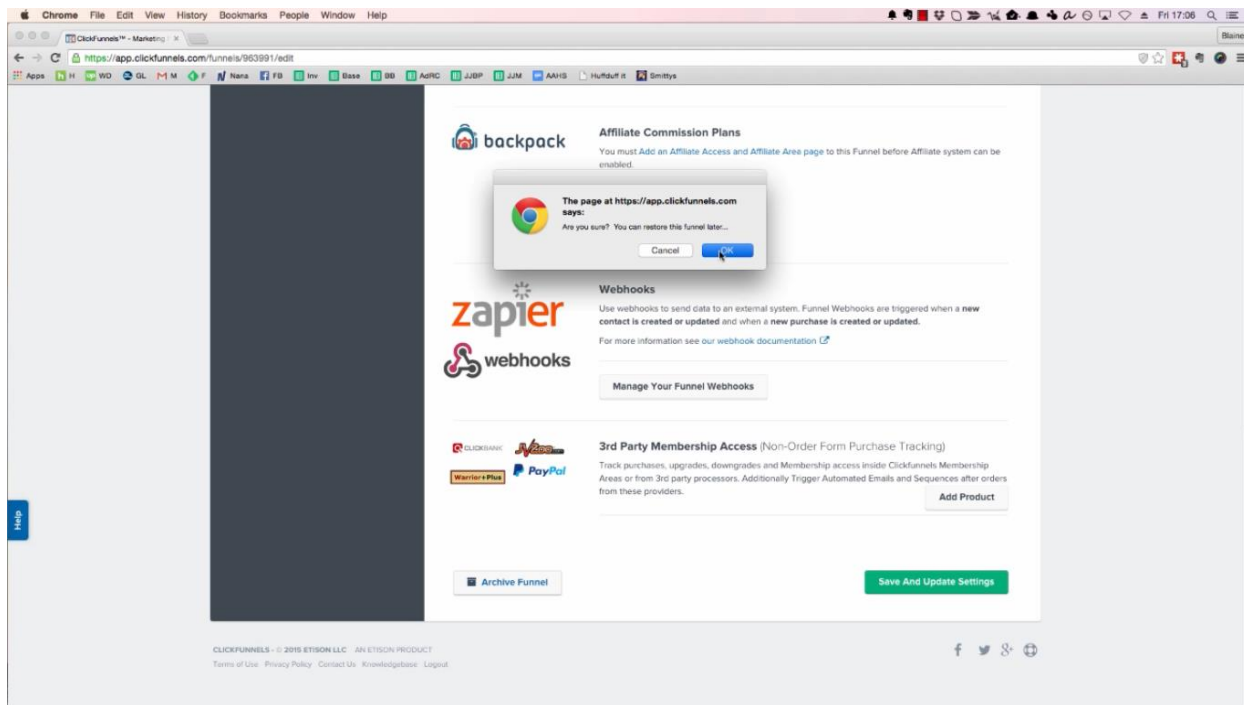 Chrome File Edit View History Bookmarks People Window Help
Fri 17:06
ClickFunnels™ - Marketing
Blaine
https://app.clickfunnels.com/funnels/963991/edit
Apps H WD GL M M F Nana FB Inv Base BB AdRC JJBP JJM AAHS Huffduff it Smittys
backpack
Affiliate Commission Plans
You must Add an Affiliate Access and Affiliate Area page to this Funnel before Affiliate system can be
enabled.
The page at https://app.clickfunnels.com
says:
Are you sure? You can restore this funnel later...
Cancel OK
zapier
webhooks
Webhooks
Use webhooks to send data to an external system. Funnel Webhooks are triggered when a new
contact is created or updated and when a new purchase is created or updated.
For more information see our webhook documentation
Manage Your Funnel Webhooks
CLICKBANK JVZoo
Warrior+Plus PayPal
3rd Party Membership Access (Non-Order Form Purchase Tracking)
Track purchases, upgrades, downgrades and Membership access inside Clickfunnels Membership
Areas or from 3rd party processors. Additionally Trigger Automated Emails and Sequences after orders
from these providers.
Add Product
Help
Archive Funnel
Save And Update Settings
CLICKFUNNELS - © 2015 ETISON LLC AN ETISON PRODUCT
Terms of Use Privacy Policy Contact Us Knowledgebase Logout